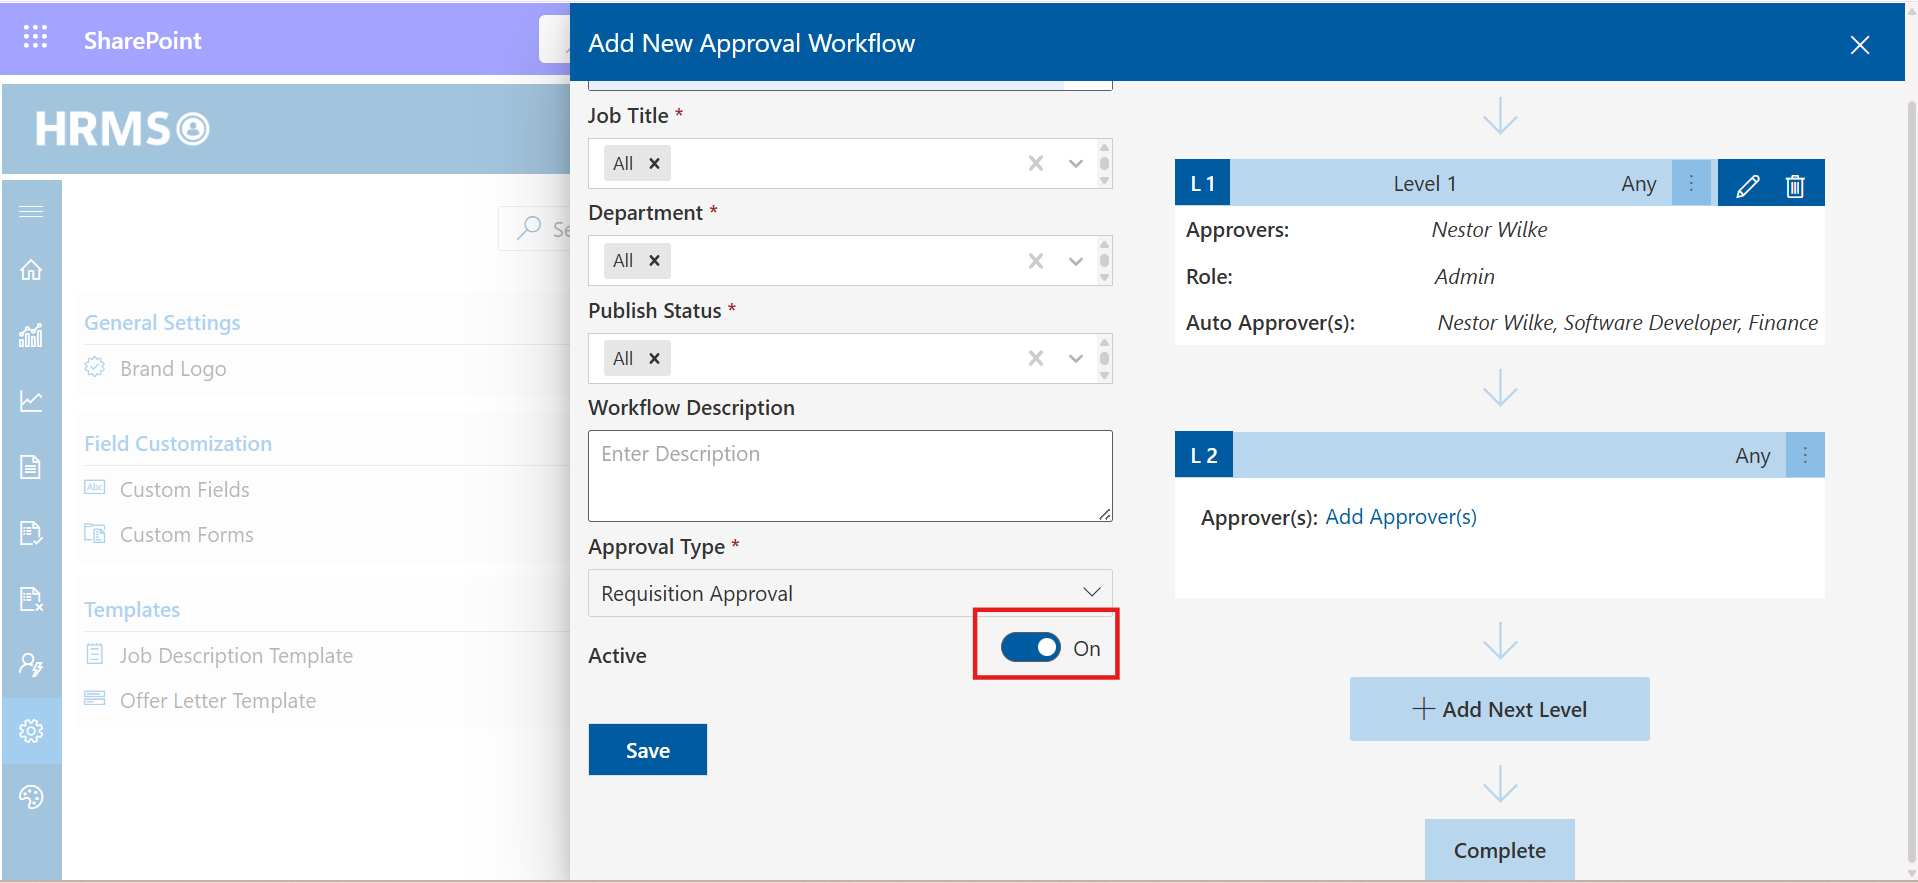 SharePoint
Add New Approval Workflow
HRMS
Se
General Settings
Brand Logo
Field Customization
Abc
Custom Fields
Custom Forms
Templates
Job Description Template
Offer Letter Template
Job Title *
All
Department *
All
Publish Status *
All
Workflow Description
Enter Description
Approval Type *
Requisition Approval
Active
On
Save
L 1
Level 1
Any
Approvers:
Nestor Wilke
Role:
Admin
Auto Approver(s):
Nestor Wilke, Software Developer, Finance
L 2
Any
Approver(s): Add Approver(s)
Add Next Level
Complete